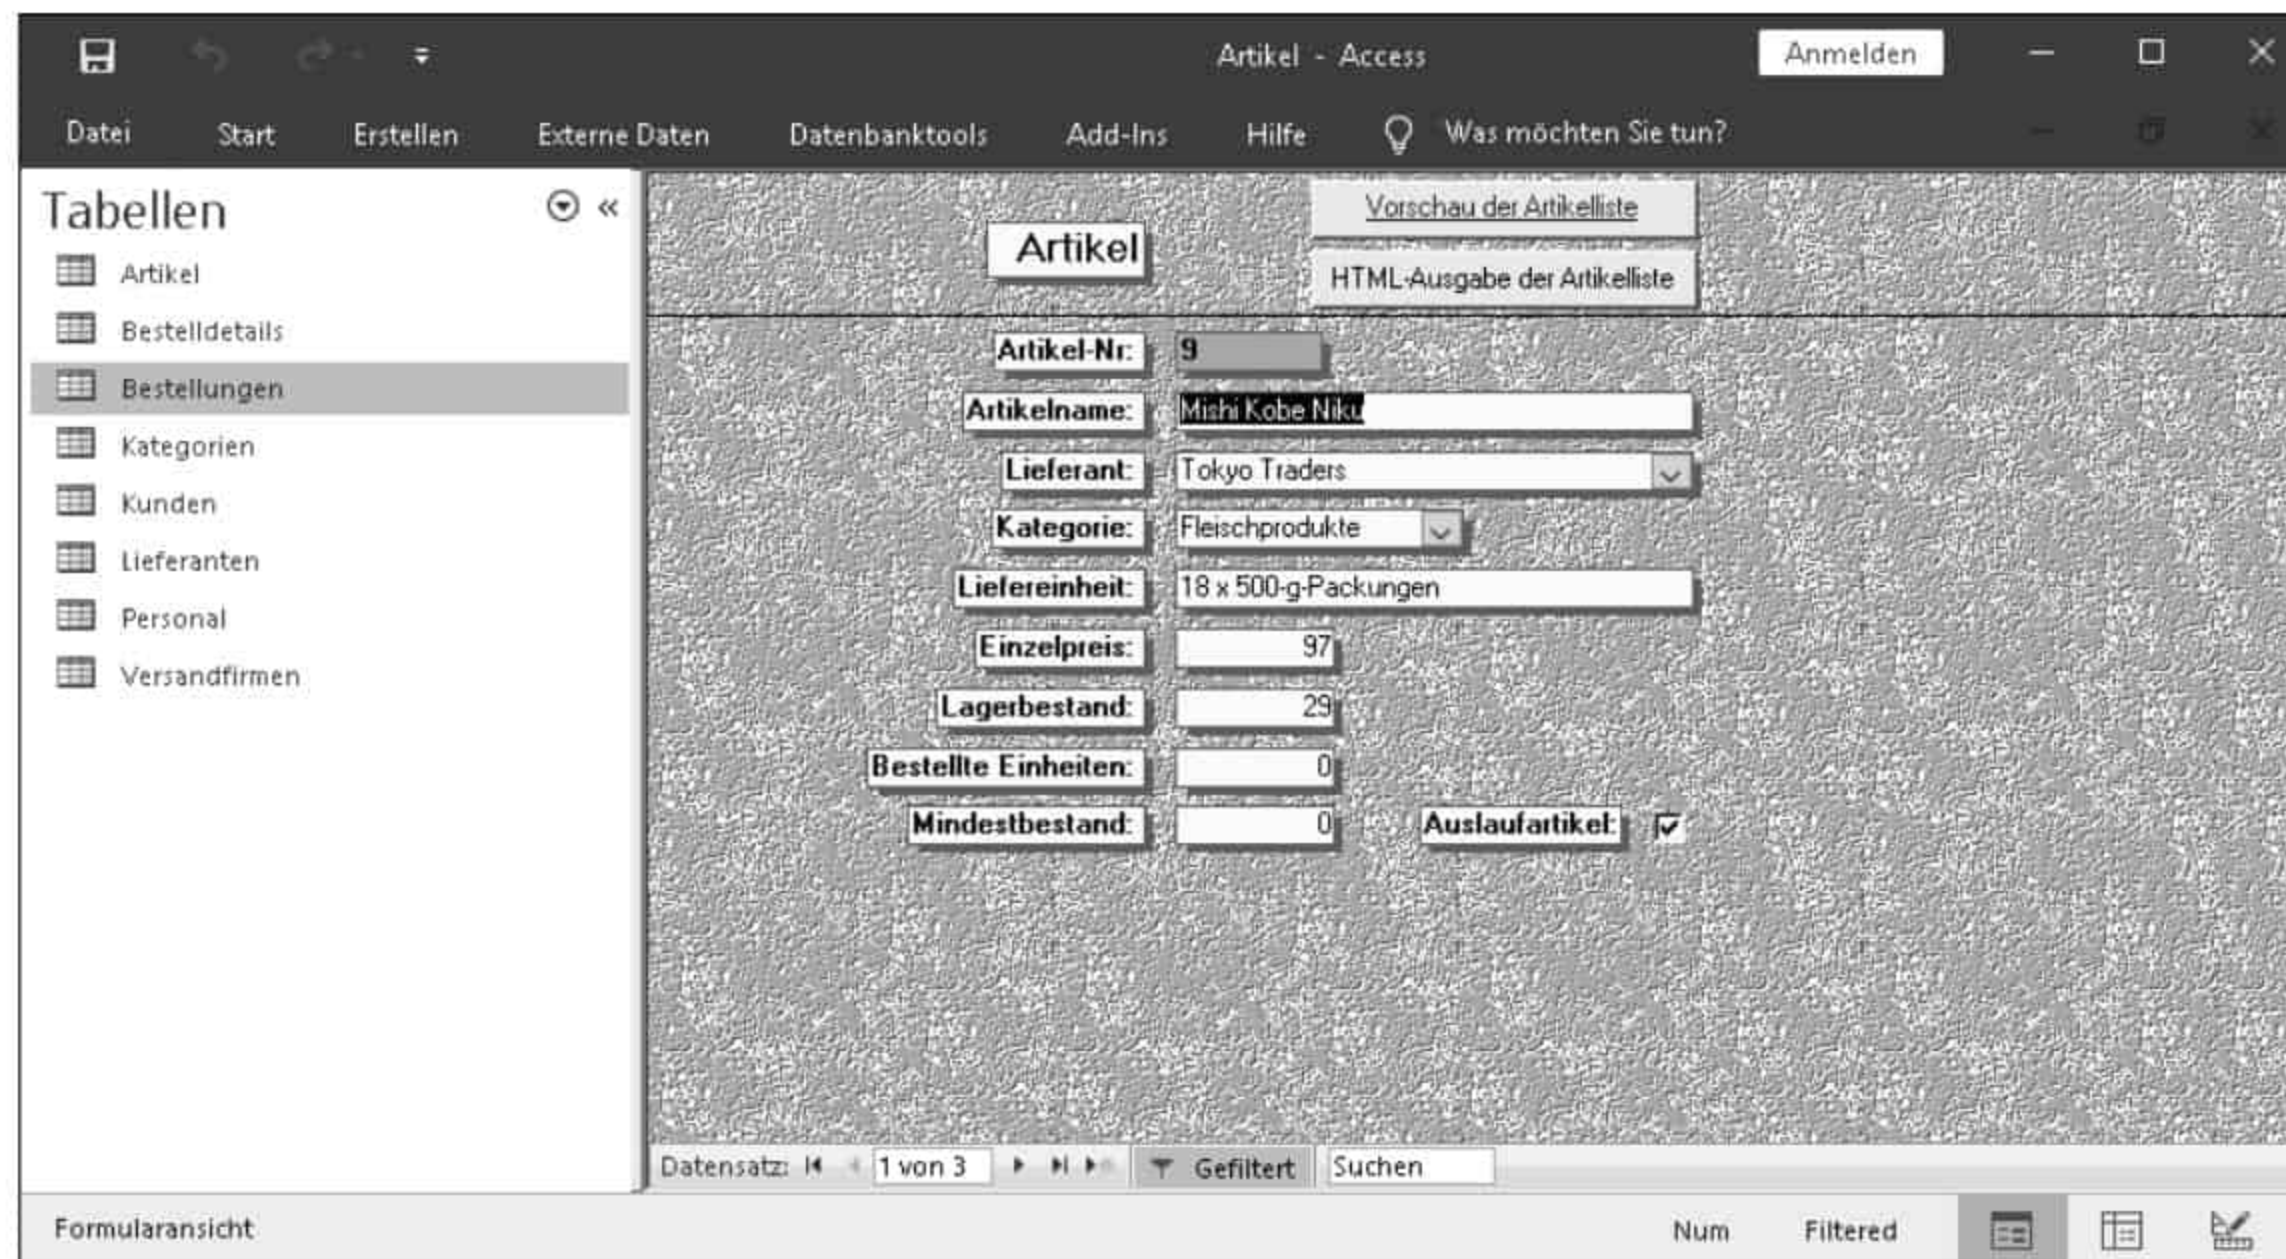 Artikel - Access
Anmelden
Datei Start Erstellen Externe Daten Datenbanktools Add-Ins Hilfe Was möchten Sie tun?
Tabellen
Artikel
Bestelldetails
Bestellungen
Kategorien
Kunden
Lieferanten
Personal
Versandfirmen
Artikel
Vorschau der Artikelliste
HTML-Ausgabe der Artikelliste
Artikel-Nr: 9
Artikelname: Mishi Kobe Niku
Lieferant: Tokyo Traders
Kategorie: Fleischprodukte
Liefereinheit: 18 x 500-g-Packungen
Einzelpreis: 97
Lagerbestand: 29
Bestellte Einheiten: 0
Mindestbestand: 0 Auslaufartikel:
Datensatz: 1 von 3 Gefiltert Suchen
Formularansicht Num Filtered